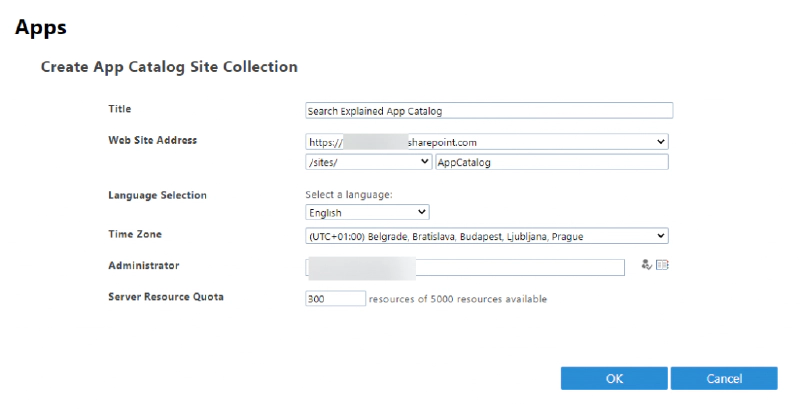 Apps
Create App Catalog Site Collection
Title
Search Explained App Catalog
Web Site Address
https:// sharepoint.com
/sites/ AppCatalog
Language Selection
Select a language:
English
Time Zone
(UTC+01:00) Belgrade, Bratislava, Budapest, Ljubljana, Prague
Administrator
Server Resource Quota
300 resources of 5000 resources available
OK Cancel